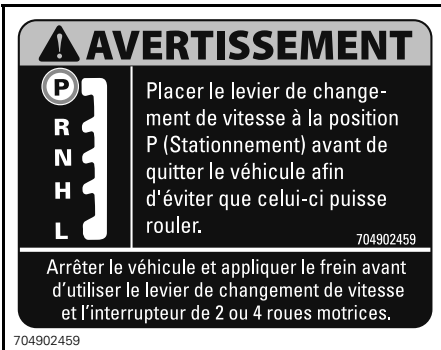 AVERTISSEMENT
P
R
N
H
L
Placer le levier de change-
ment de vitesse à la position
P (Stationnement) avant de
quitter le véhicule afin
d'éviter que celui-ci puisse
rouler.
704902459
Arrêter le véhicule et appliquer le frein avant
d'utiliser le levier de changement de vitesse
et l'interrupteur de 2 ou 4 roues motrices.
704902459